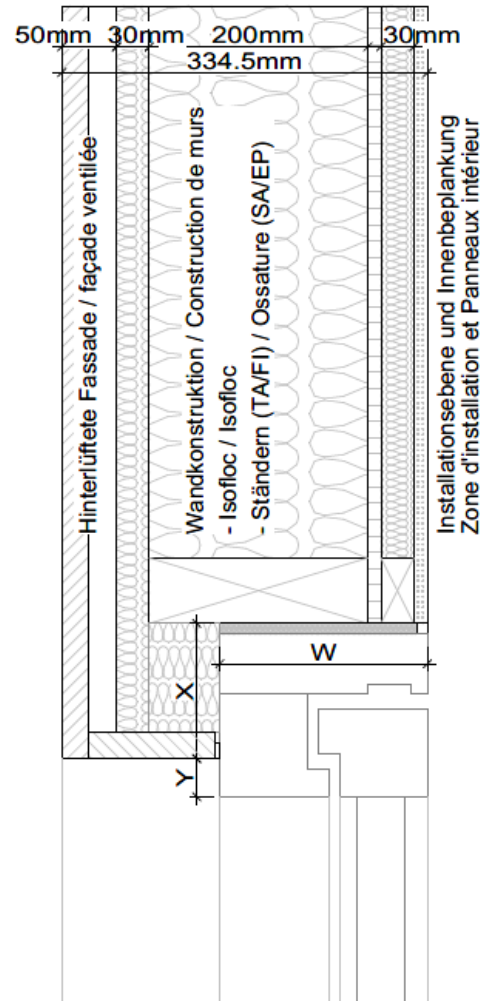 50mm 30mm 200mm 30mm
334.5mm
Hinterlüftete Fassade / façade ventilée
Wandkonstruktion / Construction de murs
- Isofloc / Isofloc
- Ständern (TA/FI) / Ossature (SA/EP)
Installationsebene und Innenbeplankung
Zone d'installation et Panneaux intérieur
W
X
Y